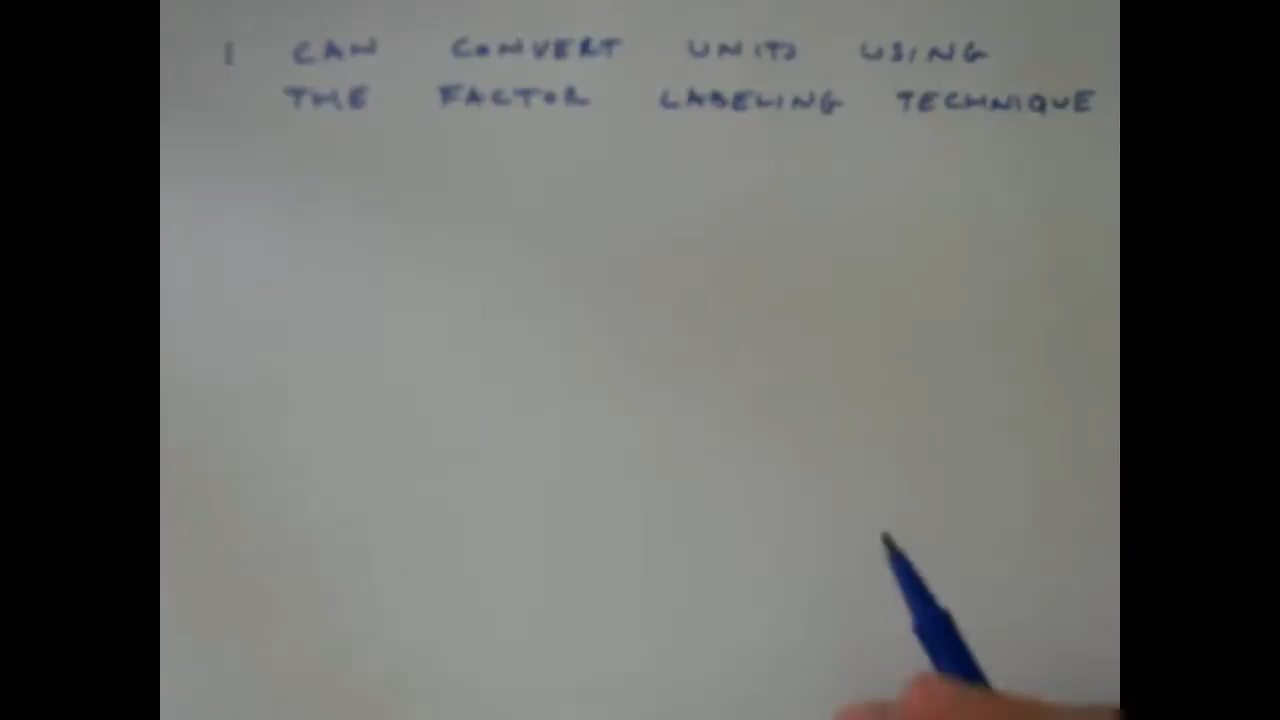 I CAN CONVERT UNITS USING
THE FACTOR LABELING TECHNIQUE